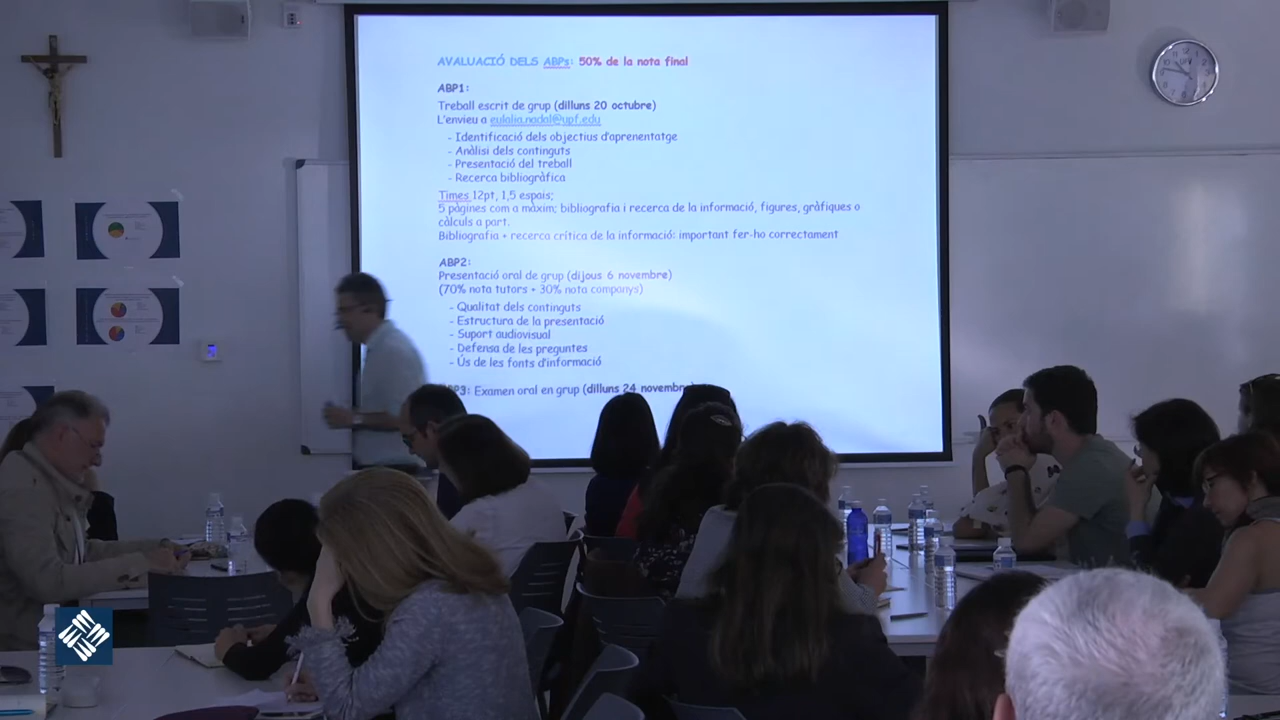 AVALUACIÓ DELS ABPs: 50% de la nota final
ABP1:
Treball escrit de grup (dilluns 20 octubre)
L'envieu a eulalia.nadal@upf.edu
- Identificació dels objectius d'aprenentatge
- Anàlisi dels continguts
- Presentació del treball
- Recerca bibliogràfica
Times 12pt, 1,5 espais;
5 pàgines com a màxim; bibliografia i recerca de la informació, figures, gràfiques o
càlculs a part.
Bibliografia + recerca crítica de la informació: important fer-ho correctament
ABP2:
Presentació oral de grup (dijous 6 novembre)
(70% nota tutors + 30% nota companys)
- Qualitat dels continguts
- Estructura de la presentació
- Suport audiovisual
- Defensa de les preguntes
- Ús de les fonts d'informació
BP3: Examen oral en grup (dilluns 24 novembre